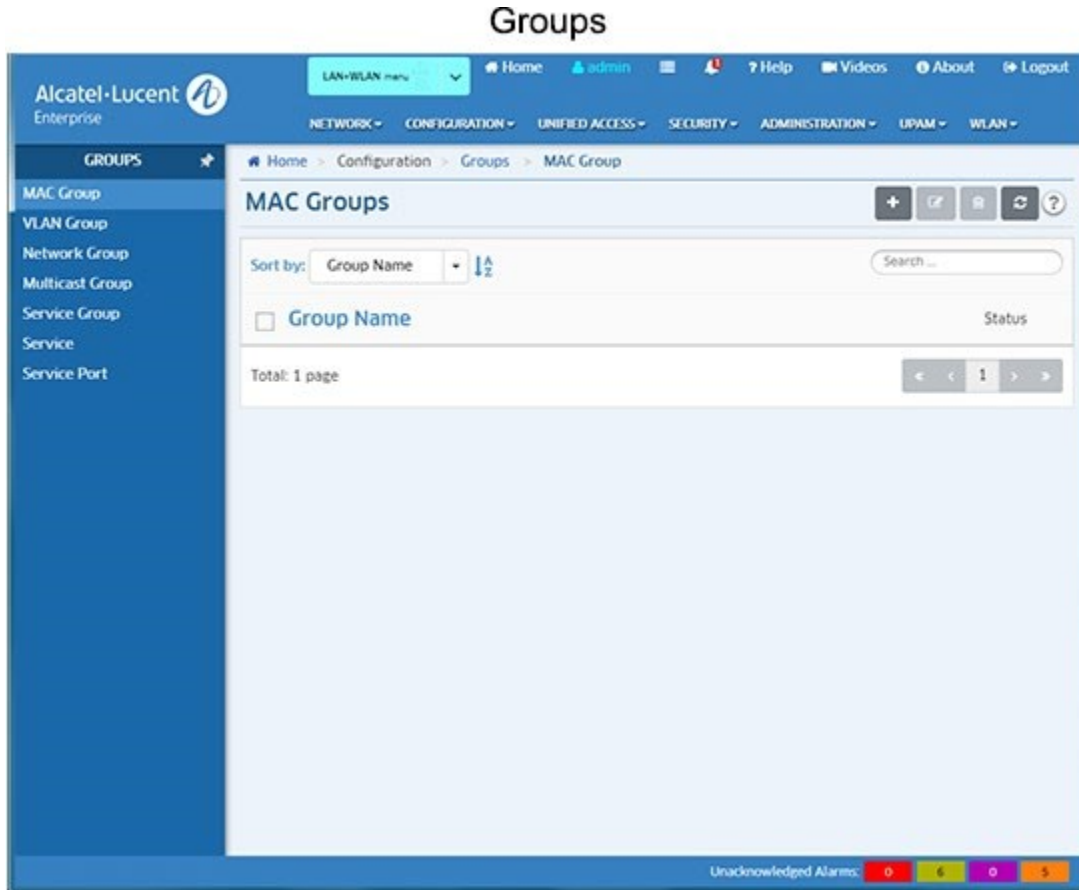 Groups
Alcatel·Lucent
Enterprise
LAN+WLAN menu
Home admin ? Help Videos About Logout
NETWORK CONFIGURATION UNIFIED ACCESS SECURITY ADMINISTRATION UPAM WLAN
GROUPS
MAC Group
VLAN Group
Network Group
Multicast Group
Service Group
Service
Service Port
Home > Configuration > Groups > MAC Group
MAC Groups
?
Sort by: Group Name
A
Z
Search ...
Group Name Status
Total: 1 page
« < 1 > »
Unacknowledged Alarms: 0 6 0 5